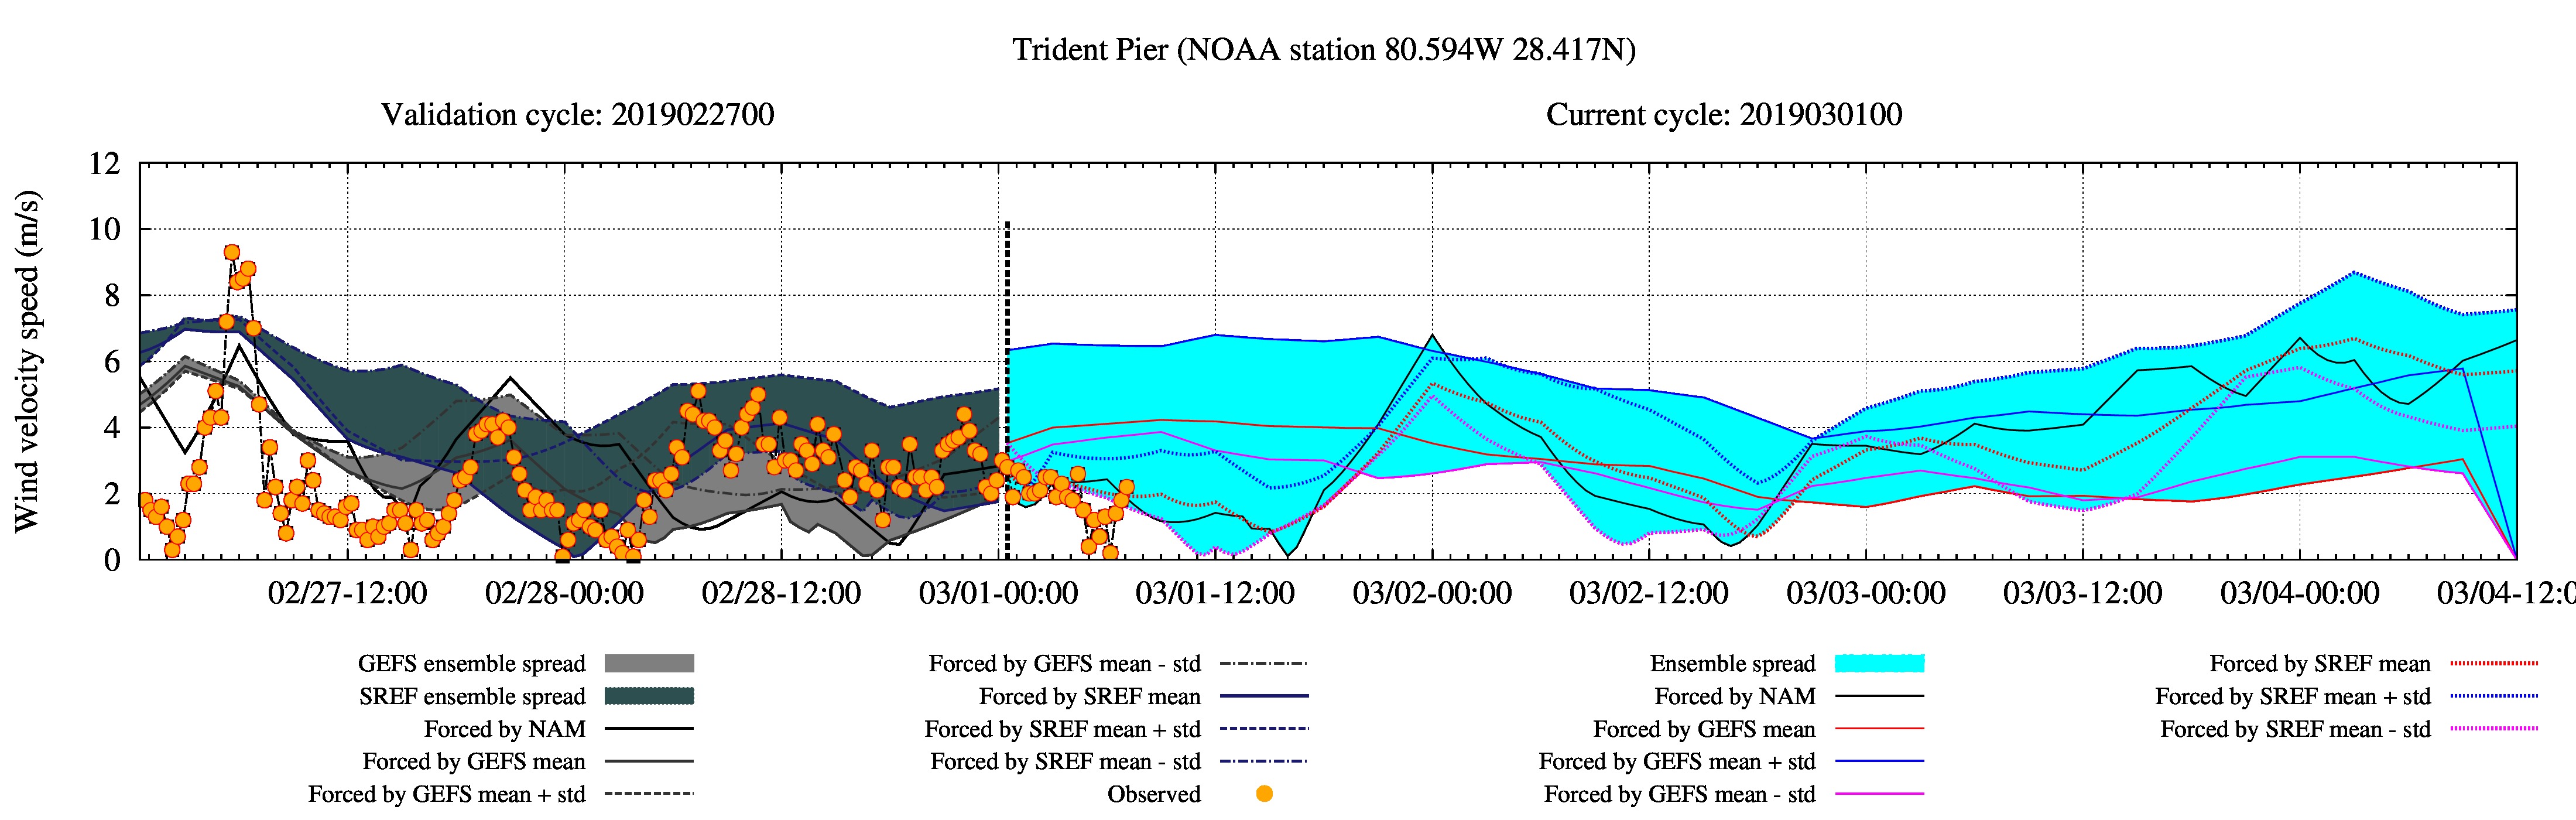 Trident Pier (NOAA station 80.594W 28.417N)
Validation cycle: 2019022700
Current cycle: 2019030100
Wind velocity speed (m/s)
12
10
8
6
4
2
0
02/27-12:00
02/28-00:00
02/28-12:00
03/01-00:00
03/01-12:00
03/02-00:00
03/02-12:00
03/03-00:00
03/03-12:00
03/04-00:00
03/04-12:0
GEFS ensemble spread
SREF ensemble spread
Forced by NAM
Forced by GEFS mean
Forced by GEFS mean + std
Forced by GEFS mean - std
Forced by SREF mean
Forced by SREF mean + std
Forced by SREF mean - std
Observed
Ensemble spread
Forced by NAM
Forced by GEFS mean
Forced by GEFS mean + std
Forced by GEFS mean - std
Forced by SREF mean
Forced by SREF mean + std
Forced by SREF mean - std